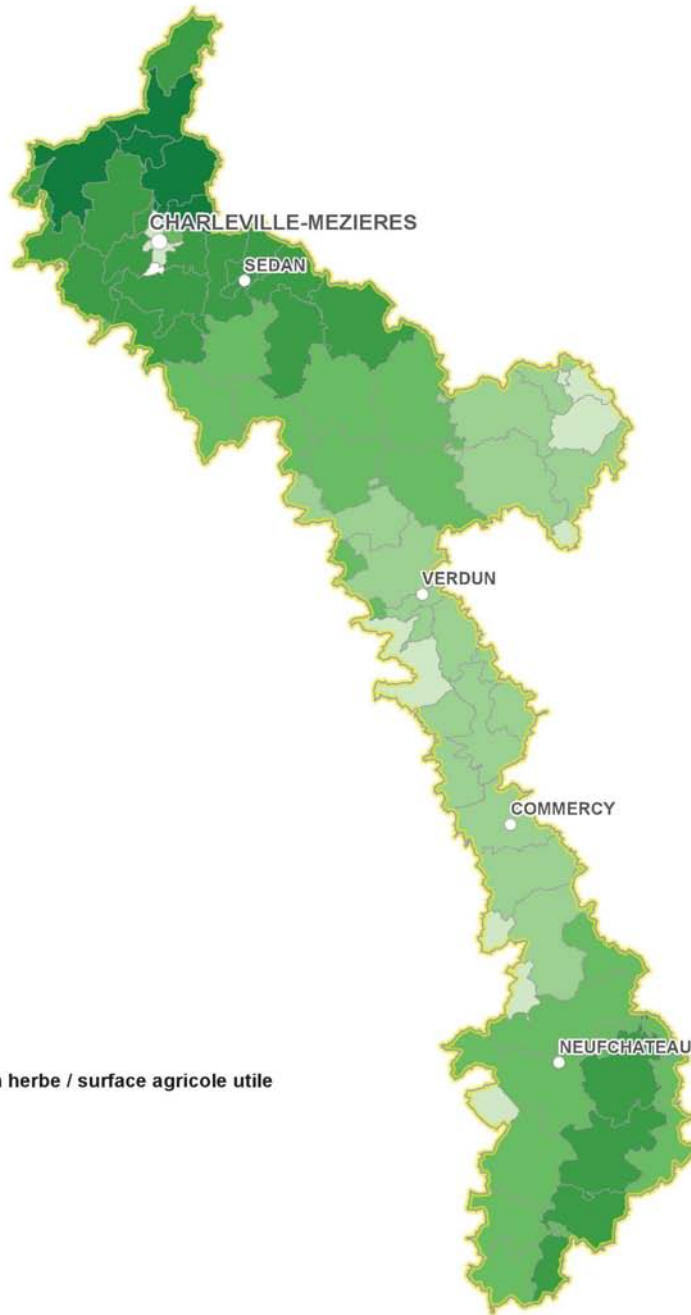 CHARLEVILLE-MEZIERES
SEDAN
VERDUN
COMMERCY
NEUFCHATEAU
herbe / surface agricole utile